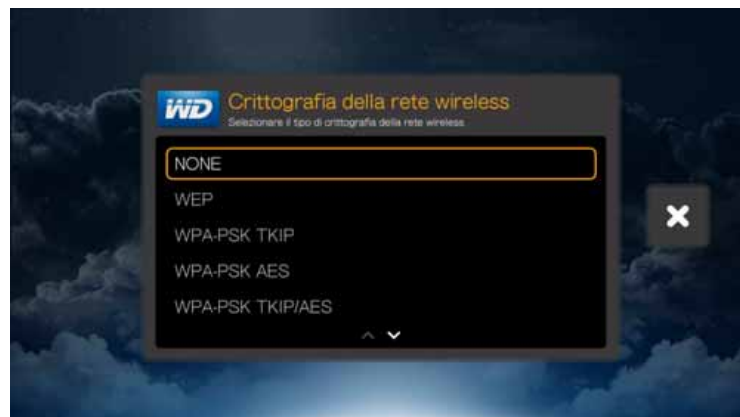 WD
Crittografia della rete wireless
Selezionare il tipo di crittografia della rete wireless.
NONE
WEP
WPA-PSK TKIP
WPA-PSK AES
WPA-PSK TKIP/AES